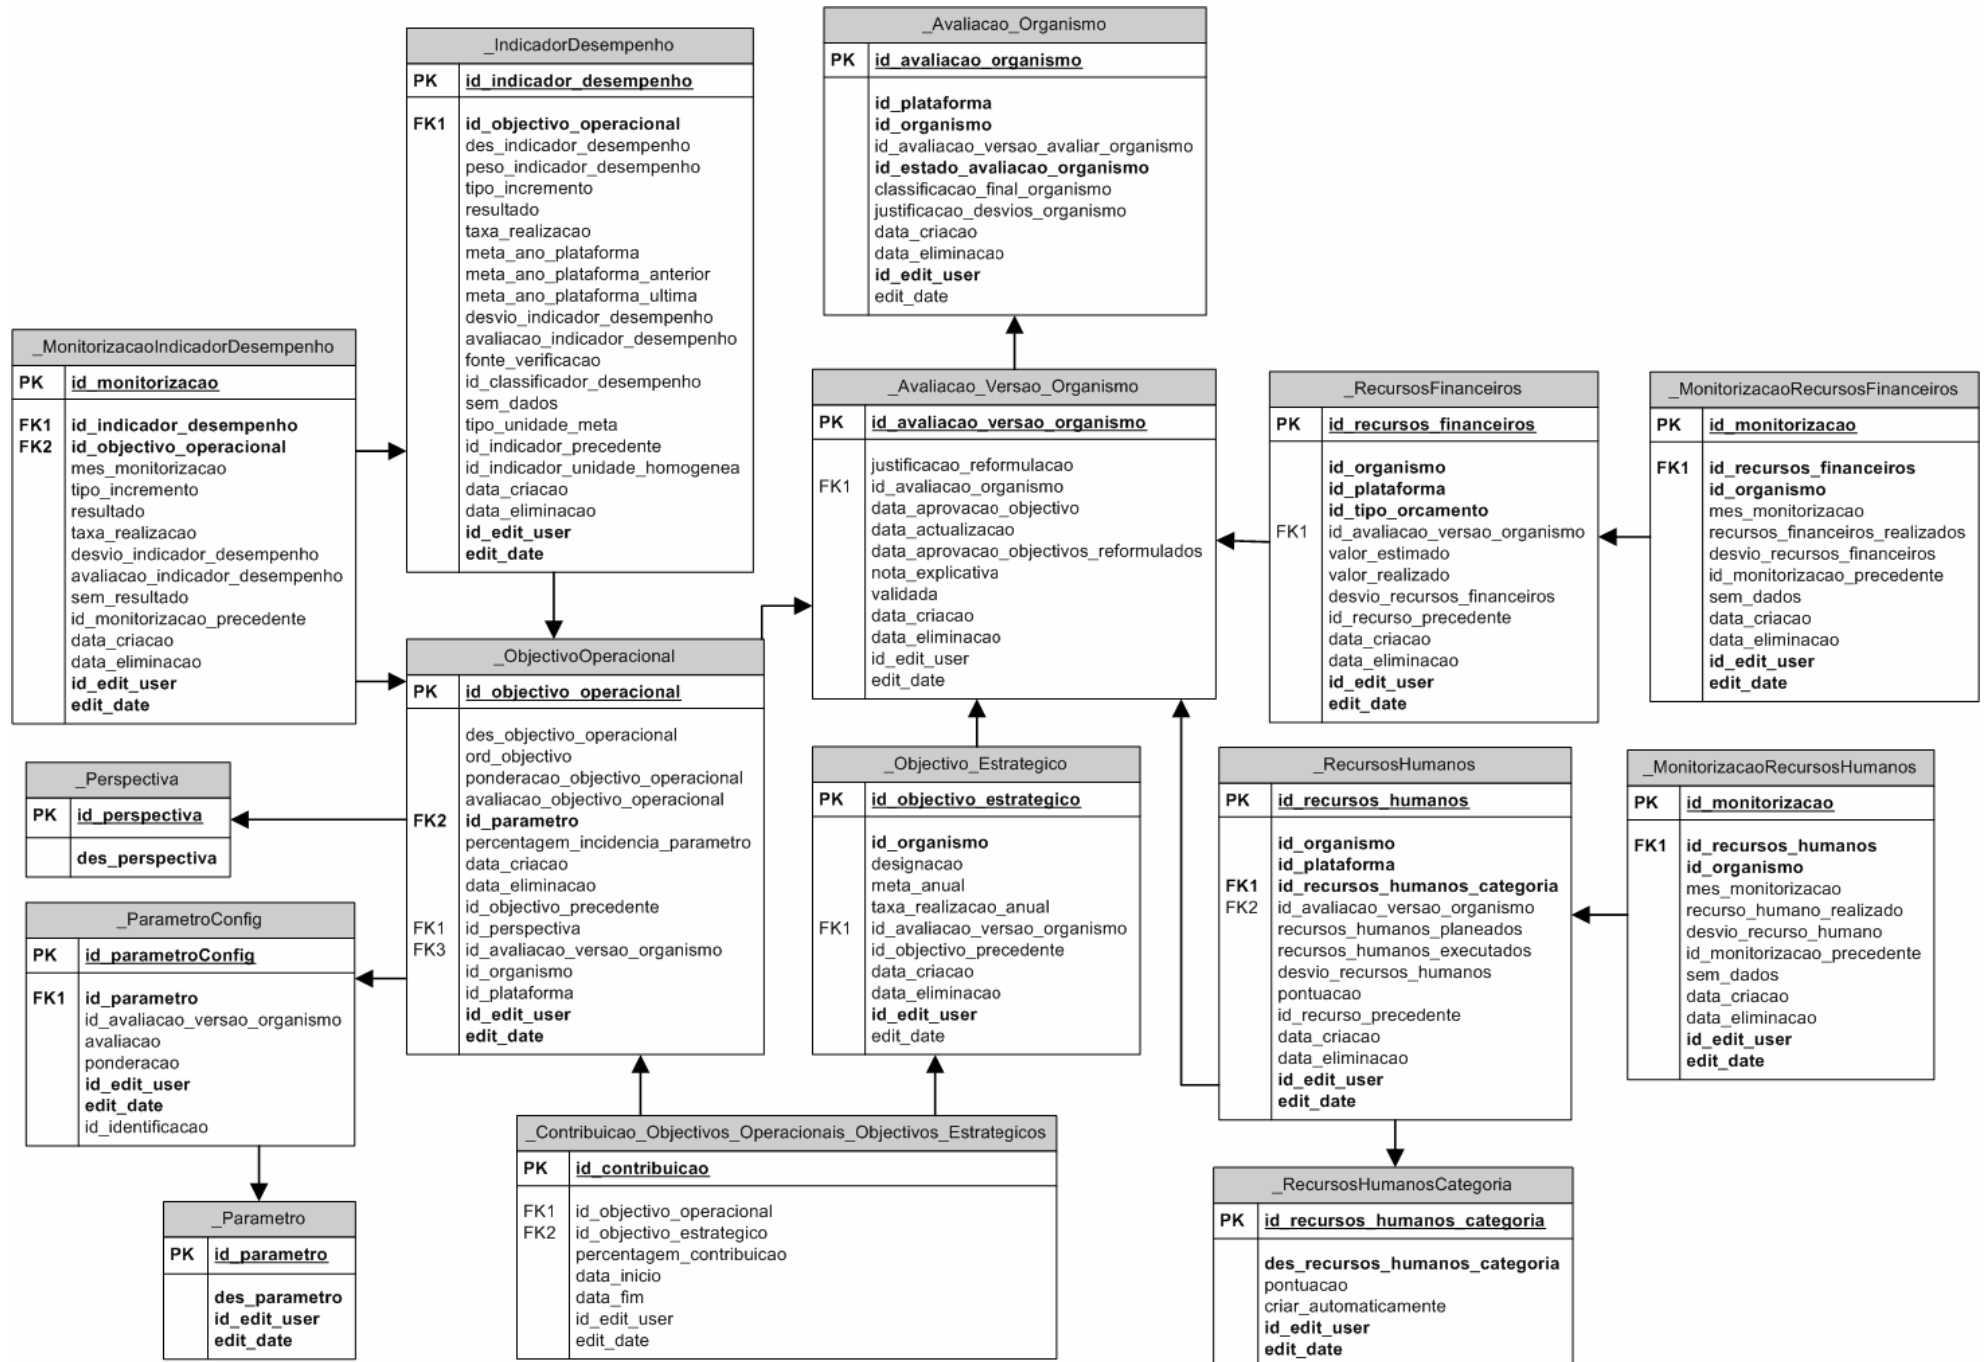 _IndicadorDesempenho
PK id_indicador_desempenho
FK1 id_objectivo_operacional
des_indicador_desempenho
peso_indicador_desempenho
tipo_incremento
resultado
taxa_realizacao
meta_ano_plataforma
meta_ano_plataforma_anterior
meta_ano_plataforma_ultima
desvio_indicador_desempenho
avaliacao_indicador_desempenho
fonte_verificacao
id_classificador_desempenho
sem_dados
tipo_unidade_meta
id_indicador_precedente
id_indicador_unidade_homogenea
data_criacao
data_eliminacao
id_edit_user
edit_date
_Avaliacao_Organismo
PK id_avaliacao_organismo
id_plataforma
id_organismo
id_avaliacao_versao_avaliar_organismo
id_estado_avaliacao_organismo
classificacao_final_organismo
justificacao_desvios_organismo
data_criacao
data_eliminacao
id_edit_user
edit_date
_MonitorizacaoIndicadorDesempenho
PK id_monitorizacao
FK1 id_indicador_desempenho
FK2 id_objectivo_operacional
mes_monitorizacao
tipo_incremento
resultado
taxa_realizacao
desvio_indicador_desempenho
avaliacao_indicador_desempenho
sem_resultado
id_monitorizacao_precedente
data_criacao
data_eliminacao
id_edit_user
edit_date
_Avaliacao_Versao_Organismo
PK id_avaliacao_versao_organismo
justificacao_reformulacao
FK1 id_avaliacao_organismo
data_aprovacao_objectivo
data_actualizacao
data_aprovacao_objectivos_reformulados
nota_explicativa
validada
data_criacao
data_eliminacao
id_edit_user
edit_date
_RecursosFinanceiros
PK id_recursos_financeiros
id_organismo
id_plataforma
id_tipo_orcamento
FK1 id_avaliacao_versao_organismo
valor_estimado
valor_realizado
desvio_recursos_financeiros
id_recurso_precedente
data_criacao
data_eliminacao
id_edit_user
edit_date
_MonitorizacaoRecursosFinanceiros
PK id_monitorizacao
FK1 id_recursos_financeiros
id_organismo
mes_monitorizacao
recursos_financeiros_realizados
desvio_recursos_financeiros
id_monitorizacao_precedente
sem_dados
data_criacao
data_eliminacao
id_edit_user
edit_date
_ObjectivoOperacional
PK id_objectivo_operacional
des_objectivo_operacional
ord_objectivo
ponderacao_objectivo_operacional
avaliacao_objectivo_operacional
FK2 id_parametro
percentagem_incidencia_parametro
data_criacao
data_eliminacao
id_objectivo_precedente
FK1 id_perspectiva
FK3 id_avaliacao_versao_organismo
id_organismo
id_plataforma
id_edit_user
edit_date
_Perspectiva
PK id_perspectiva
des_perspectiva
_ParametroConfig
PK id_parametroConfig
FK1 id_parametro
id_avaliacao_versao_organismo
avaliacao
ponderacao
id_edit_user
edit_date
id_identificacao
_Objectivo_Estrategico
PK id_objectivo_estrategico
id_organismo
designacao
meta_anual
taxa_realizacao_anual
FK1 id_avaliacao_versao_organismo
id_objectivo_precedente
data_criacao
data_eliminacao
id_edit_user
edit_date
_RecursosHumanos
PK id_recursos_humanos
id_organismo
id_plataforma
FK1 id_recursos_humanos_categoria
FK2 id_avaliacao_versao_organismo
recursos_humanos_planeados
recursos_humanos_executados
desvio_recursos_humanos
pontuacao
id_recurso_precedente
data_criacao
data_eliminacao
id_edit_user
edit_date
_MonitorizacaoRecursosHumanos
PK id_monitorizacao
FK1 id_recursos_humanos
id_organismo
mes_monitorizacao
recurso_humano_realizado
desvio_recurso_humano
id_monitorizacao_precedente
sem_dados
data_criacao
data_eliminacao
id_edit_user
edit_date
_Parametro
PK id_parametro
des_parametro
id_edit_user
edit_date
_Contribuicao_Objectivos_Operacionais_Objectivos_Estrategicos
PK id_contribuicao
FK1 id_objectivo_operacional
FK2 id_objectivo_estrategico
percentagem_contribuicao
data_inicio
data_fim
id_edit_user
edit_date
_RecursosHumanosCategoria
PK id_recursos_humanos_categoria
des_recursos_humanos_categoria
pontuacao
criar_automaticamente
id_edit_user
edit_date